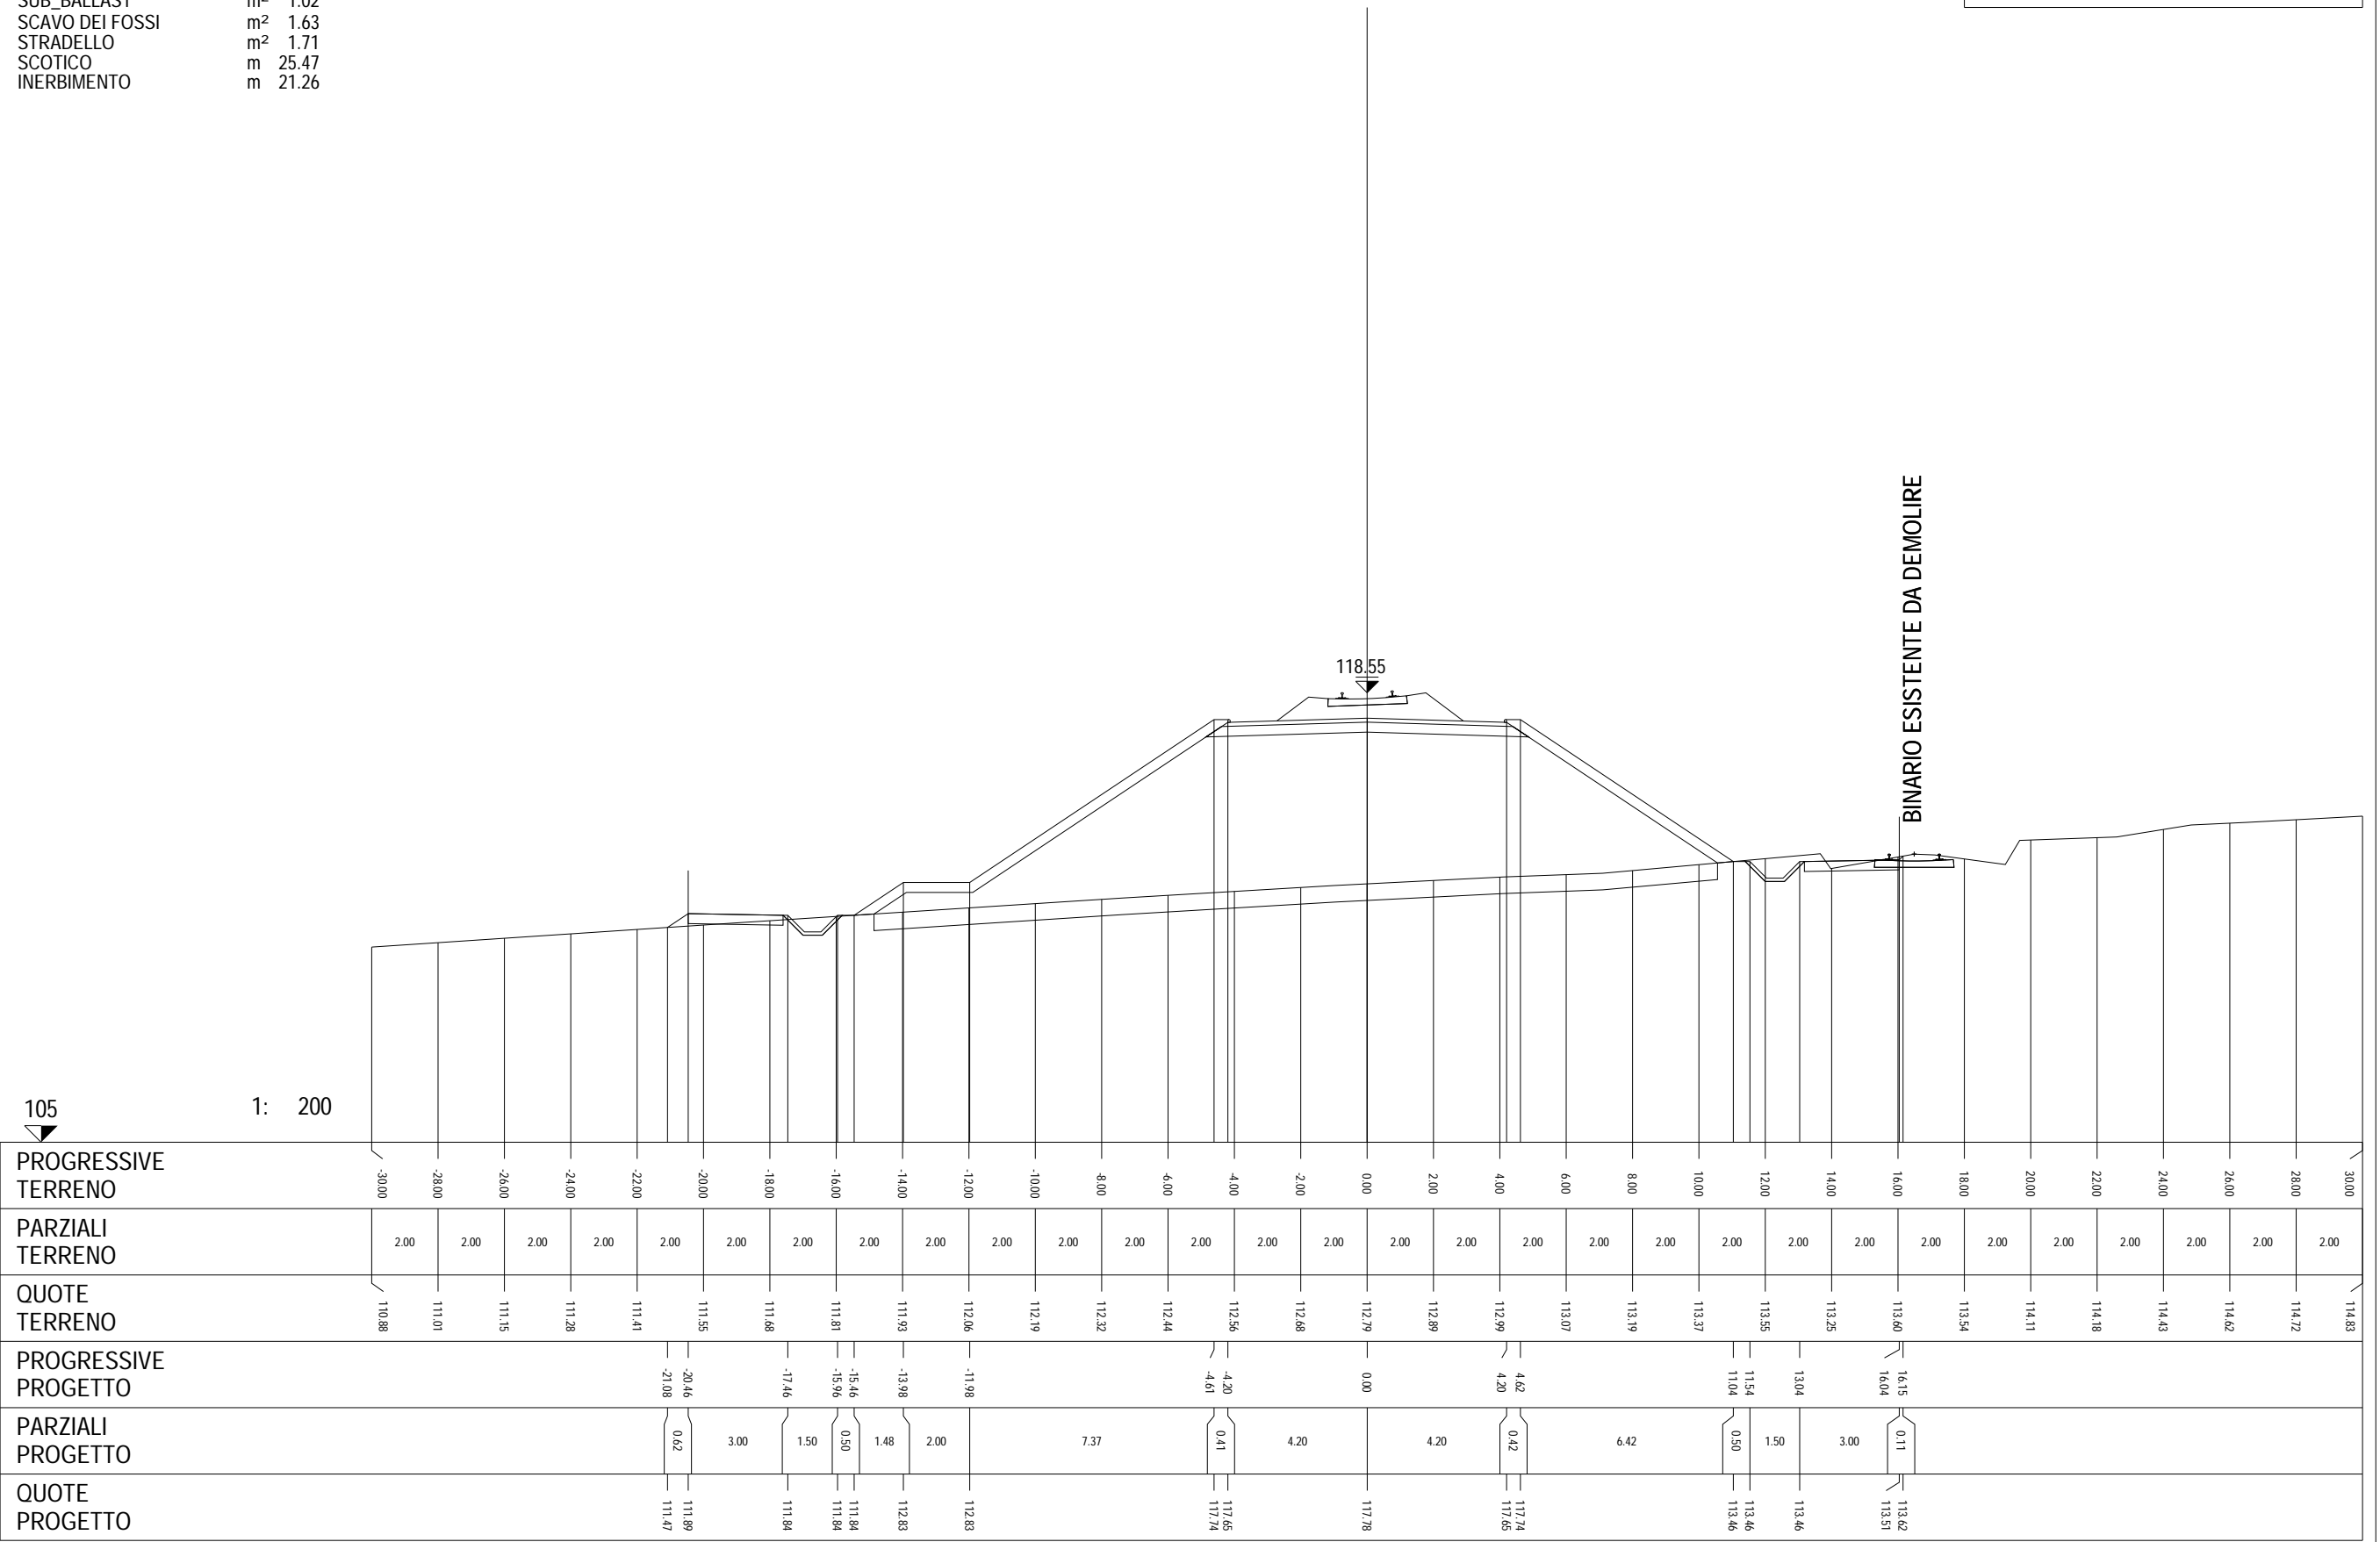 SUB_BALLAST m² 1.02
SCAVO DEI FOSSI m² 1.63
STRADELLO m² 1.71
SCOTICO m 25.47
INERBIMENTO m 21.26
BINARIO ESISTENTE DA DEMOLIRE
118.55
105 1: 200
PROGRESSIVE
TERRENO
-30.00 -28.00 -26.00 -24.00 -22.00 -20.00 -18.00 -16.00 -14.00 -12.00 -10.00 -8.00 -6.00 -4.00 -2.00 0.00 2.00 4.00 6.00 8.00 10.00 12.00 14.00 16.00 18.00 20.00 22.00 24.00 26.00 28.00 30.00
PARZIALI
TERRENO
2.00 2.00 2.00 2.00 2.00 2.00 2.00 2.00 2.00 2.00 2.00 2.00 2.00 2.00 2.00 2.00 2.00 2.00 2.00 2.00 2.00 2.00 2.00 2.00 2.00 2.00 2.00 2.00 2.00 2.00
QUOTE
TERRENO
110.88 111.01 111.15 111.28 111.41 111.55 111.68 111.81 111.93 112.06 112.19 112.32 112.44 112.56 112.68 112.79 112.89 112.99 113.07 113.19 113.37 113.55 113.25 113.60 113.54 114.11 114.18 114.43 114.62 114.72 114.83
PROGRESSIVE
PROGETTO
-21.08 -20.46 -17.46 -15.96 -15.46 -13.98 -11.98 -4.61 -4.20 0.00 4.20 4.62 11.04 11.54 13.04 16.04 16.15
PARZIALI
PROGETTO
0.62 3.00 1.50 0.50 1.48 2.00 7.37 0.41 4.20 4.20 0.42 6.42 0.50 1.50 3.00 0.11
QUOTE
PROGETTO
111.47 111.89 111.84 111.84 111.84 112.83 112.83 117.74 117.65 117.78 117.65 117.74 113.46 113.46 113.46 113.51 113.62